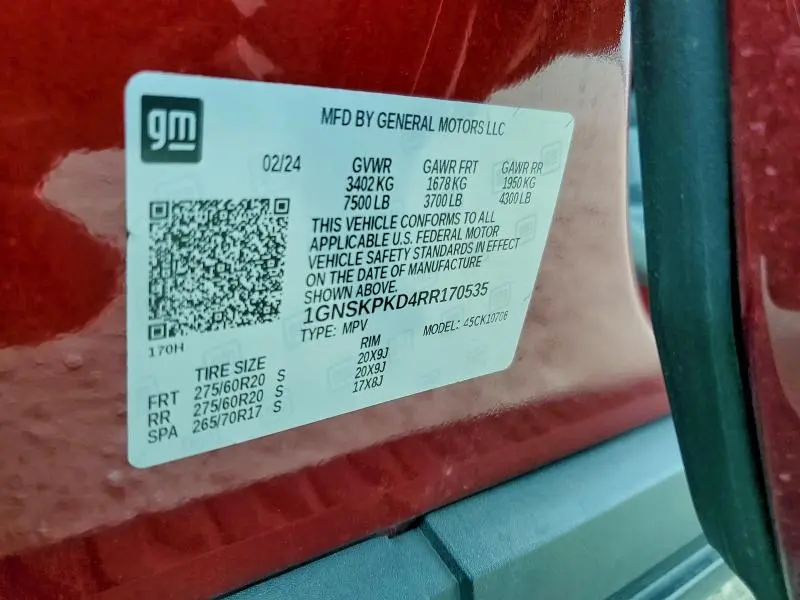 gm
MFD BY GENERAL MOTORS LLC
02/24 GVWR GAWR FRT GAWR RR
3402 KG 1678 KG 1950 KG
7500 LB 3700 LB 4300 LB
THIS VEHICLE CONFORMS TO ALL
APPLICABLE U.S. FEDERAL MOTOR
VEHICLE SAFETY STANDARDS IN EFFECT
ON THE DATE OF MANUFACTURE
SHOWN ABOVE.
1GNSKPKD4RR170535
TYPE: MPV MODEL: 45CK10706
170H
TIRE SIZE RIM
FRT 275/60R20 S 20X9J
RR 275/60R20 S 20X9J
SPA 265/70R17 S 17X8J